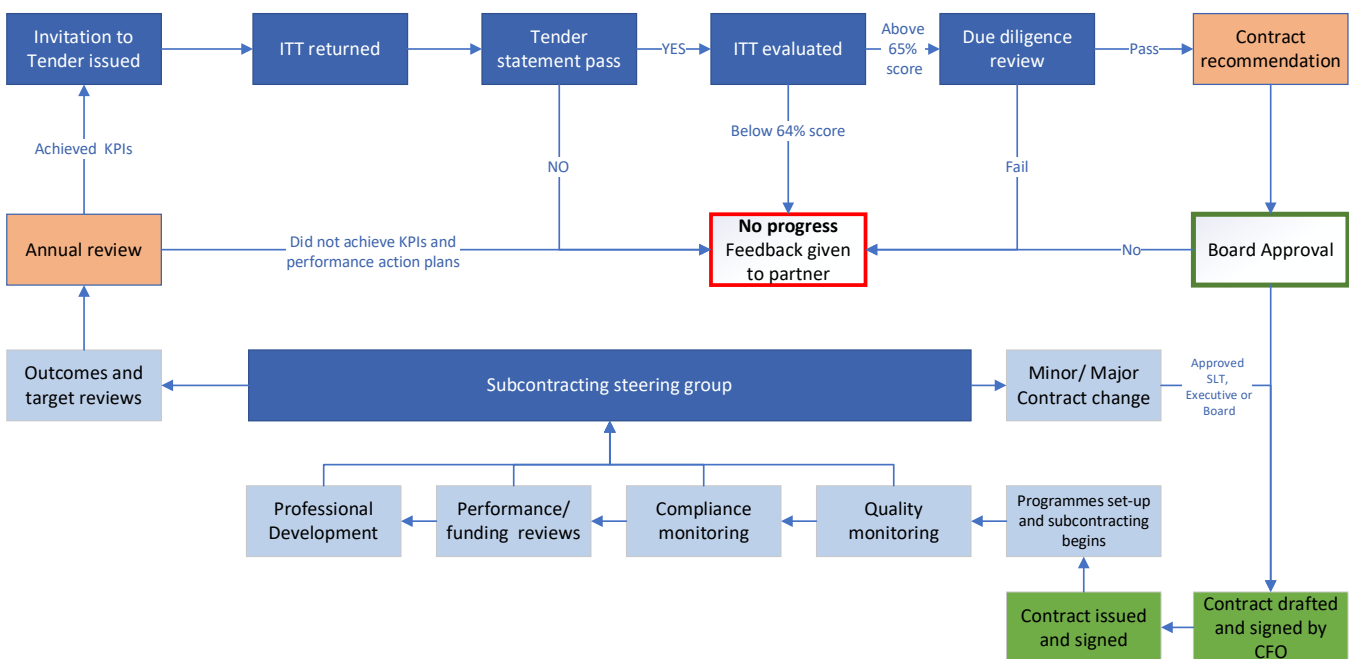 Invitation to
Tender issued
ITT returned
Tender
statement pass
YES
ITT evaluated
Above
65%
score
Due diligence
review
Pass
Contract
recommendation
Achieved KPIs
NO
Below 64% score
Fail
Annual review
Did not achieve KPIs and
performance action plans
No progress
Feedback given
to partner
No
Board Approval
Outcomes and
target reviews
Subcontracting steering group
Minor/ Major
Contract change
Approved
SLT,
Executive or
Board
Professional
Development
Performance/
funding reviews
Compliance
monitoring
Quality
monitoring
Programmes set-up
and subcontracting
begins
Contract issued
and signed
Contract drafted
and signed by
CFO